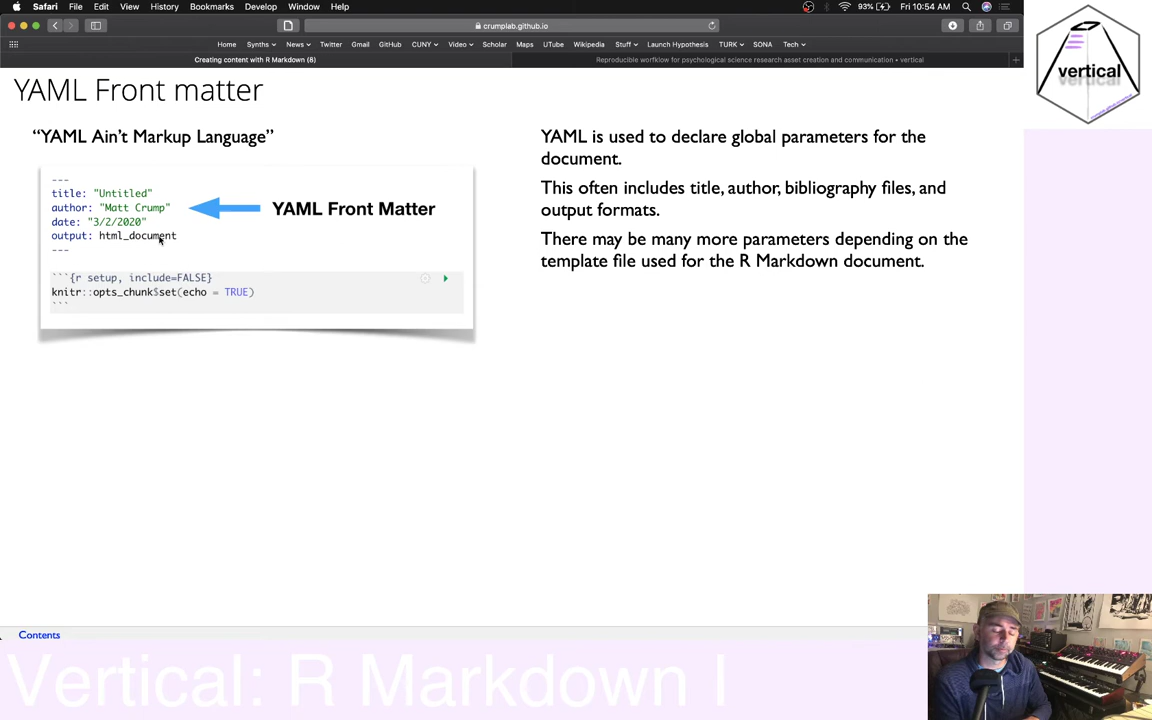 Safari File Edit View History Bookmarks Develop Window Help
93% Fri 10:54 AM
crumplab.github.io
Home Synths News Twitter Gmail GitHub CUNY Video Scholar Maps UTube Wikipedia Stuff Launch Hypothesis TURK SONA Tech
Creating content with R Markdown (8)
Reproducible worfklow for psychological science research asset creation and communication • vertical
YAML Front matter
“YAML Ain’t Markup Language”
---
title: "Untitled"
author: "Matt Crump"
date: "3/2/2020"
output: html_document
---
```{r setup, include=FALSE}
knitr::opts_chunk$set(echo = TRUE)
```
YAML Front Matter
YAML is used to declare global parameters for the
document.
This often includes title, author, bibliography files, and
output formats.
There may be many more parameters depending on the
template file used for the R Markdown document.
Contents
vertical
Vertical: R Markdown I